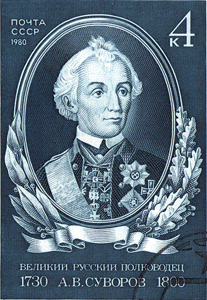 ПОЧТА
СССР
1980
4
К
ВЕЛИКИЙ РУССКИЙ ПОЛКОВОДЕЦ
1730 А.В.СУВОРОВ 1800